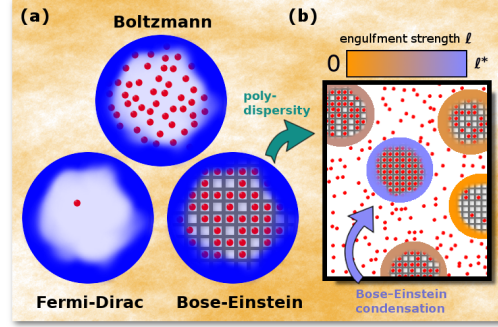 (a)
Boltzmann
Fermi-Dirac
Bose-Einstein
poly-
dispersity
(b)
engulfment strength ℓ
0
ℓ*
Bose-Einstein
condensation